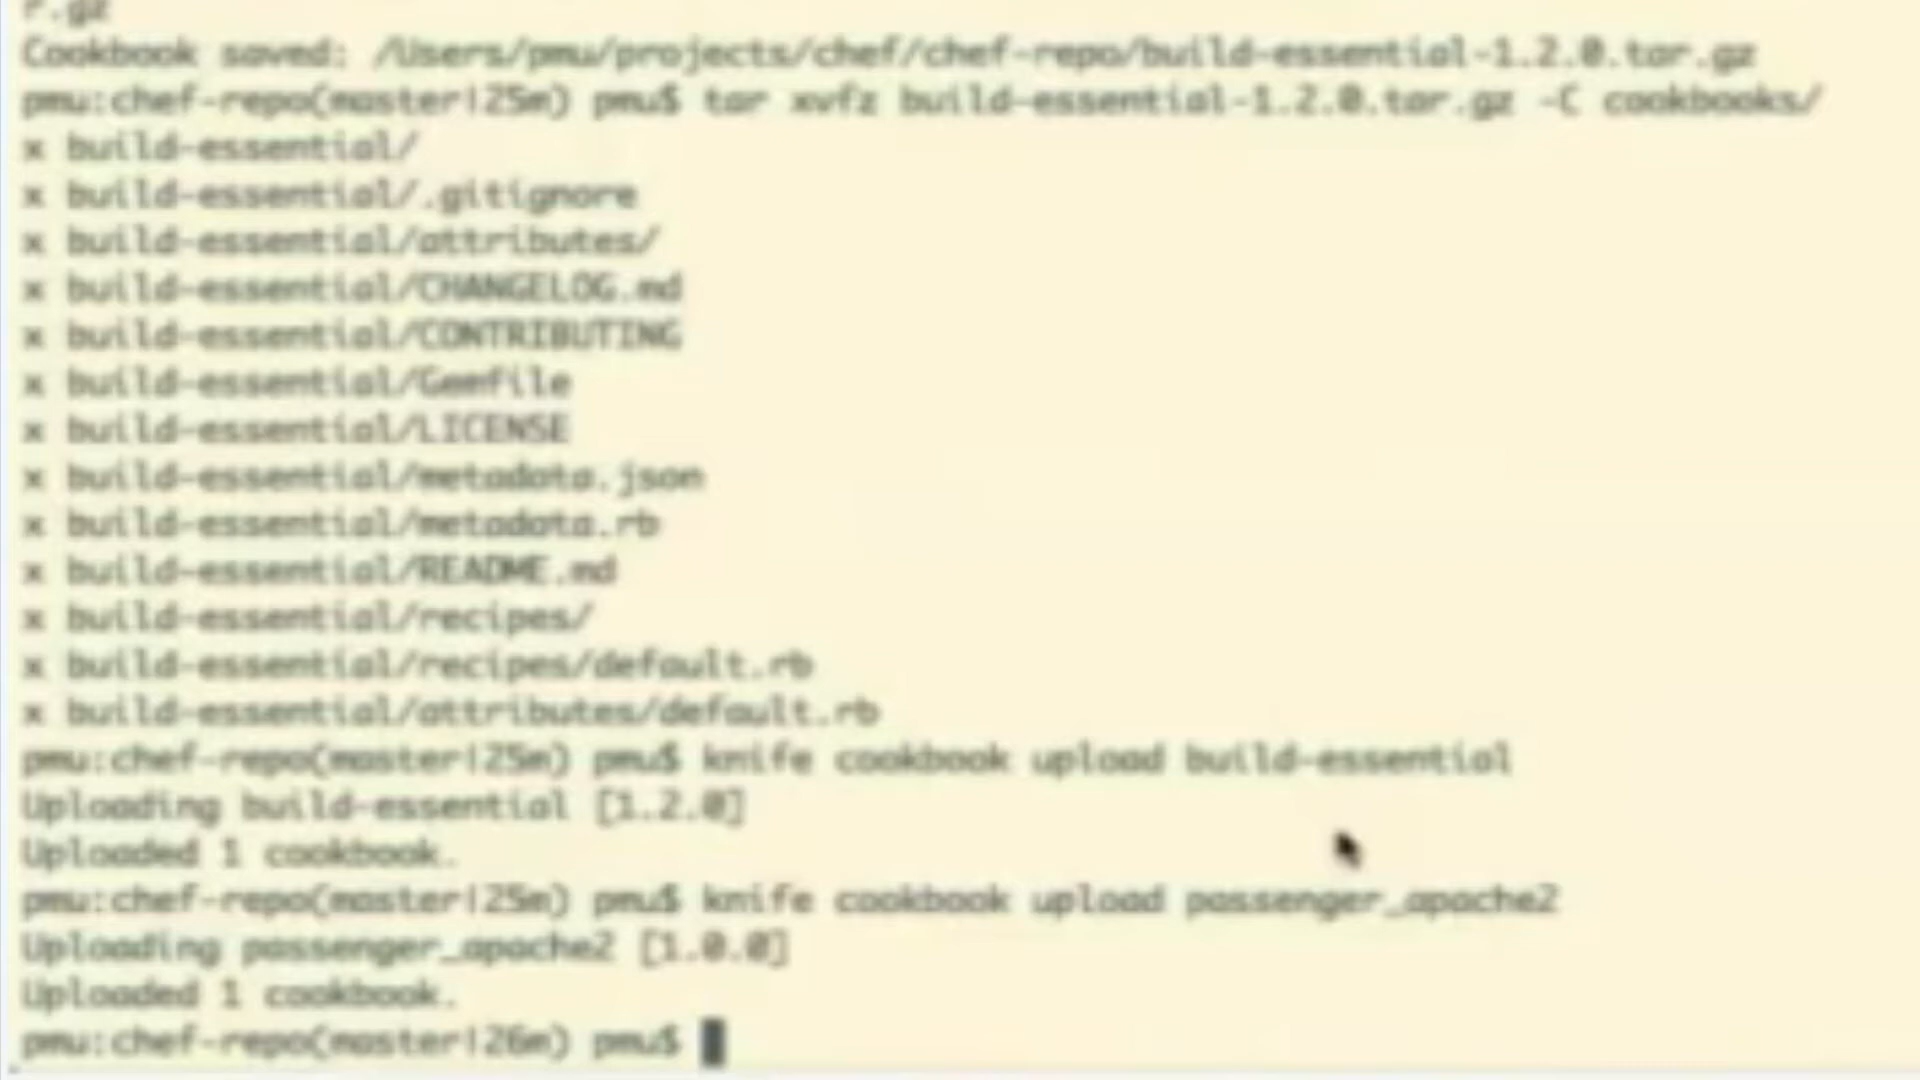 r.gz
Cookbook saved: /Users/pmu/projects/chef/chef-repo/build-essential-1.2.0.tar.gz
pmu:chef-repo(master!25m) pmu$ tar xvfz build-essential-1.2.0.tar.gz -C cookbooks/
x build-essential/
x build-essential/.gitignore
x build-essential/attributes/
x build-essential/CHANGELOG.md
x build-essential/CONTRIBUTING
x build-essential/Gemfile
x build-essential/LICENSE
x build-essential/metadata.json
x build-essential/metadata.rb
x build-essential/README.md
x build-essential/recipes/
x build-essential/recipes/default.rb
x build-essential/attributes/default.rb
pmu:chef-repo(master!25m) pmu$ knife cookbook upload build-essential
Uploading build-essential [1.2.0]
Uploaded 1 cookbook.
pmu:chef-repo(master!25m) pmu$ knife cookbook upload passenger_apache2
Uploading passenger_apache2 [1.0.0]
Uploaded 1 cookbook.
pmu:chef-repo(master!26m) pmu$